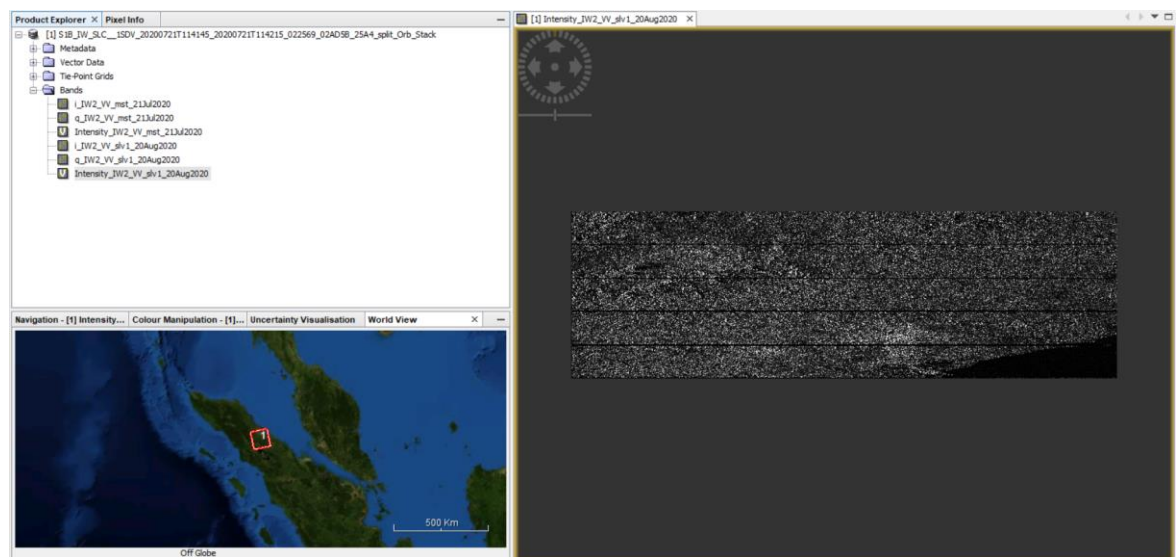 Product Explorer × Pixel Info
[1] S1B_IW_SLC__1SDV_20200721T114145_20200721T114215_022569_02AD5B_25A4_split_Orb_Stack
Metadata
Vector Data
Tie-Point Grids
Bands
i_IW2_VV_mst_21Jul2020
q_IW2_VV_mst_21Jul2020
Intensity_IW2_VV_mst_21Jul2020
i_IW2_VV_slv1_20Aug2020
q_IW2_VV_slv1_20Aug2020
Intensity_IW2_VV_slv1_20Aug2020
Navigation - [1] Intensity... Colour Manipulation - [1]... Uncertainty Visualisation World View ×
1
500 Km
Off Globe
[1] Intensity_IW2_VV_slv1_20Aug2020 ×